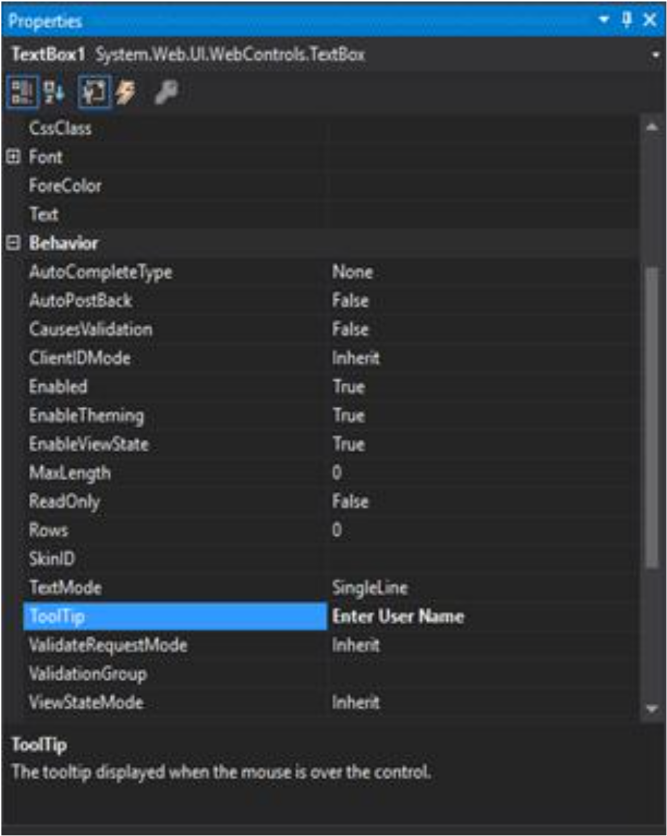 Properties
TextBox1 System.Web.UI.WebControls.TextBox
CssClass
Font
ForeColor
Text
Behavior
AutoCompleteType None
AutoPostBack False
CausesValidation False
ClientIDMode Inherit
Enabled True
EnableTheming True
EnableViewState True
MaxLength 0
ReadOnly False
Rows 0
SkinID
TextMode SingleLine
ToolTip Enter User Name
ValidateRequestMode Inherit
ValidationGroup
ViewStateMode Inherit
ToolTip
The tooltip displayed when the mouse is over the control.